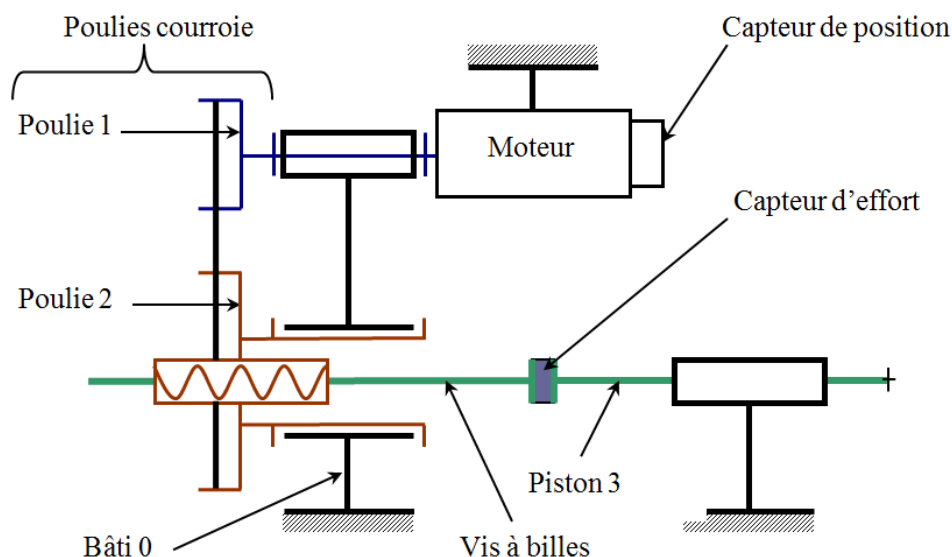 Poulies courroie
Capteur de position
Poulie 1
Moteur
Capteur d’effort
Poulie 2
Piston 3
Bâti 0
Vis à billes